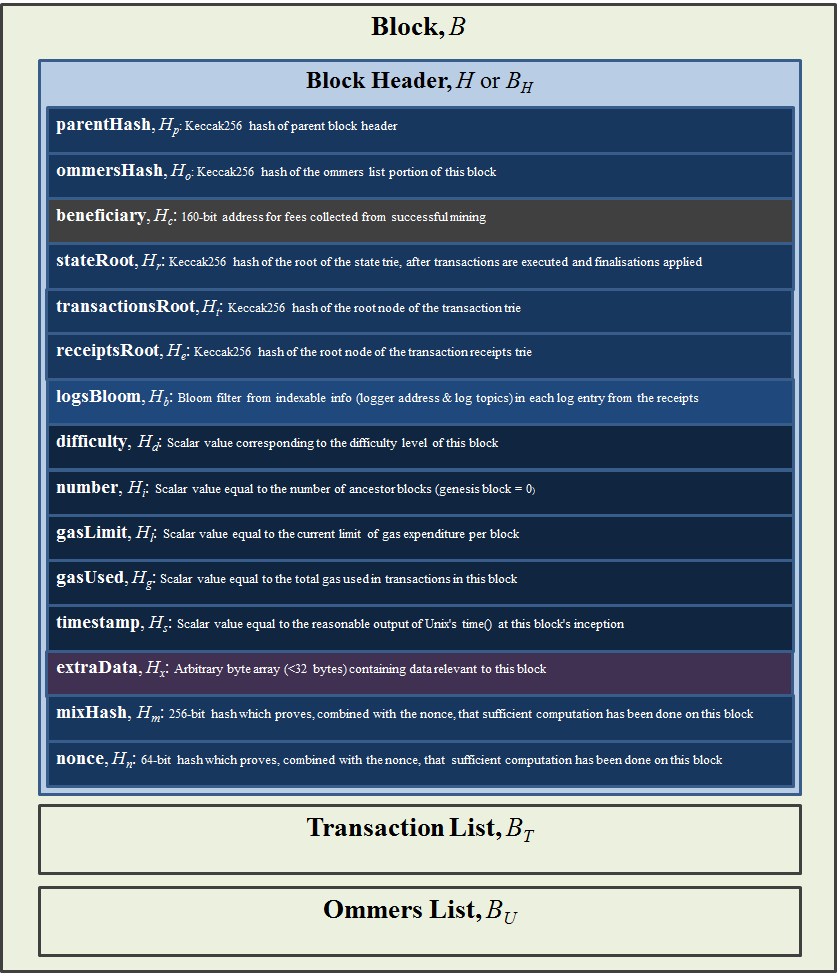 Block, B
Block Header, H or B_H
parentHash, H_p: Keccak256 hash of parent block header
ommersHash, H_o: Keccak256 hash of the ommers list portion of this block
beneficiary, H_c: 160-bit address for fees collected from successful mining
stateRoot, H_r: Keccak256 hash of the root of the state trie, after transactions are executed and finalisations applied
transactionsRoot, H_t: Keccak256 hash of the root node of the transaction trie
receiptsRoot, H_e: Keccak256 hash of the root node of the transaction receipts trie
logsBloom, H_b: Bloom filter from indexable info (logger address & log topics) in each log entry from the receipts
difficulty, H_d: Scalar value corresponding to the difficulty level of this block
number, H_i: Scalar value equal to the number of ancestor blocks (genesis block = 0)
gasLimit, H_l: Scalar value equal to the current limit of gas expenditure per block
gasUsed, H_g: Scalar value equal to the total gas used in transactions in this block
timestamp, H_s: Scalar value equal to the reasonable output of Unix's time() at this block's inception
extraData, H_x: Arbitrary byte array (<32 bytes) containing data relevant to this block
mixHash, H_m: 256-bit hash which proves, combined with the nonce, that sufficient computation has been done on this block
nonce, H_n: 64-bit hash which proves, combined with the nonce, that sufficient computation has been done on this block
Transaction List, B_T
Ommers List, B_U